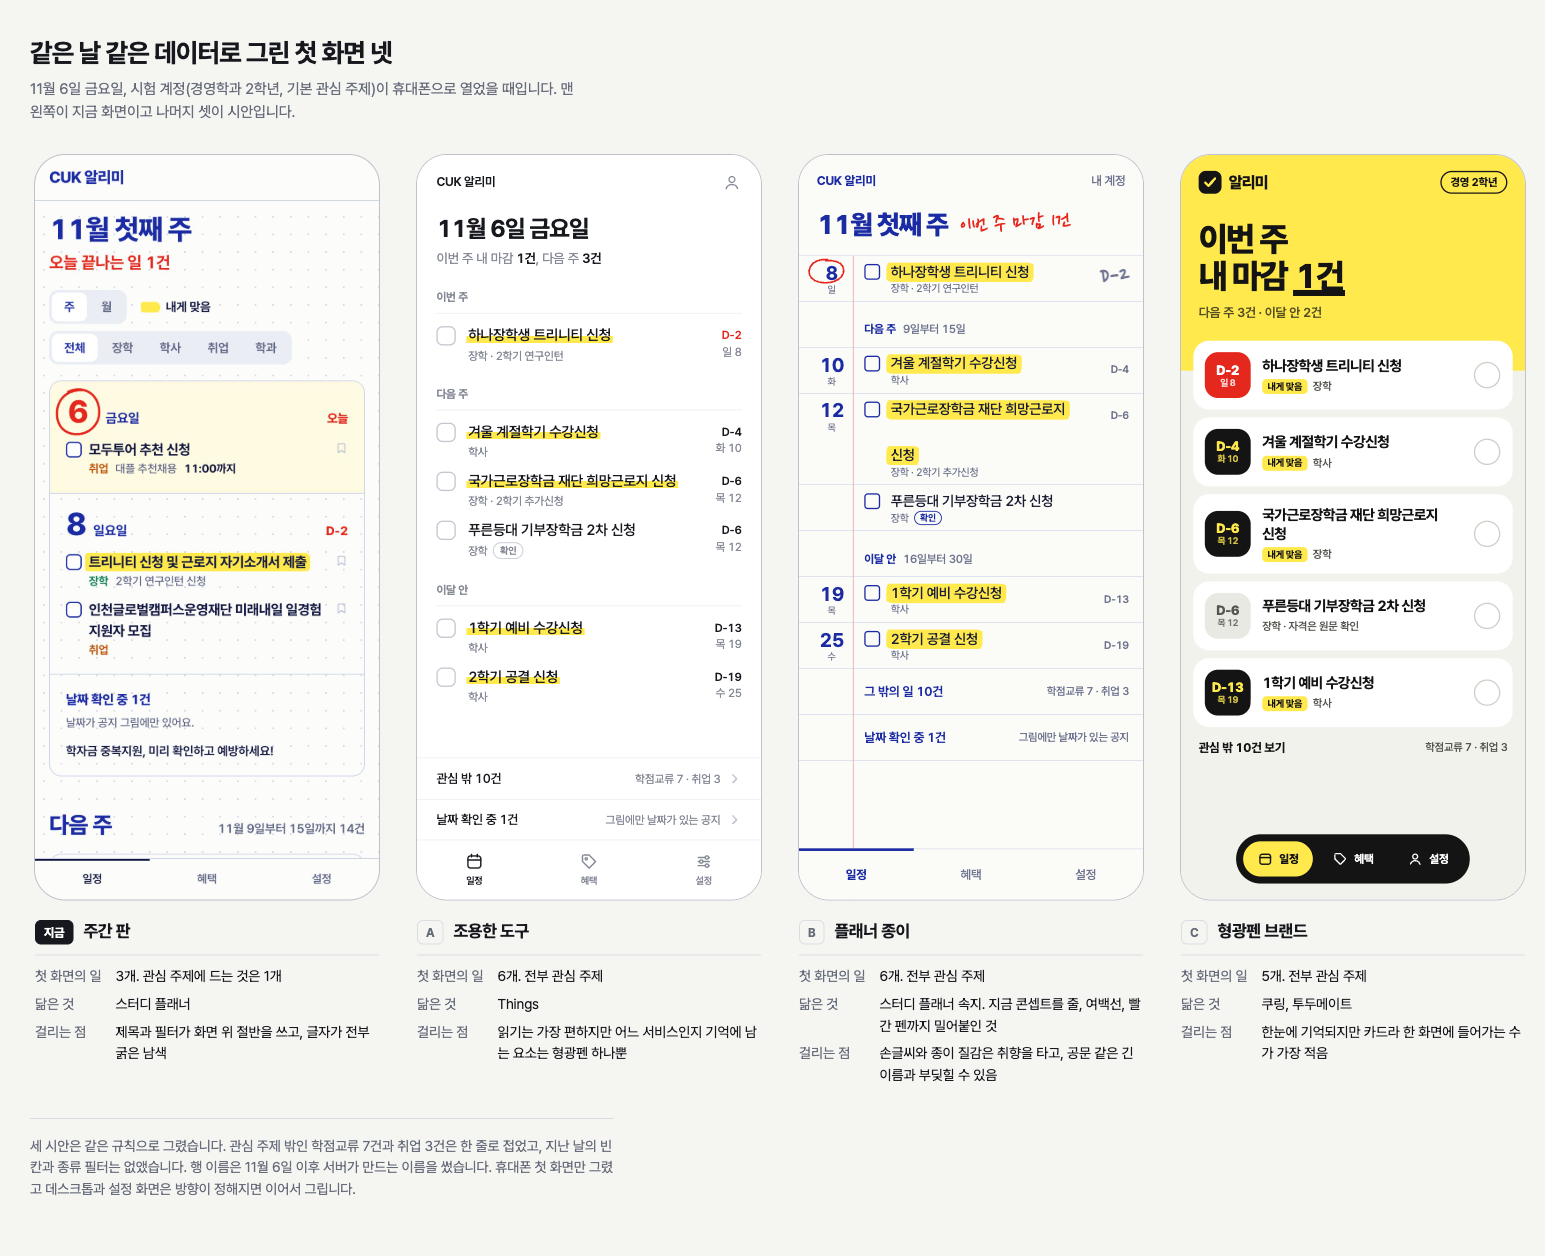 같은 날 같은 데이터로 그린 첫 화면 넷
11월 6일 금요일, 시험 계정(경영학과 2학년, 기본 관심 주제)이 휴대폰으로 열었을 때입니다. 맨
왼쪽이 지금 화면이고 나머지 셋이 시안입니다.
CUK 알리미
11월 첫째 주
오늘 끝나는 일 1건
주 월 내게 맞음
전체 장학 학사 취업 학과
6 금요일 오늘
모두투어 추천 신청
취업 대플 추천채용 11:00까지
8 일요일 D-2
트리니티 신청 및 근로지 자기소개서 제출
장학 2학기 연구인턴 신청
인천글로벌캠퍼스운영재단 미래내일 일경험
지원자 모집
취업
날짜 확인 중 1건
날짜가 공지 그림에만 있어요.
학자금 중복지원, 미리 확인하고 예방하세요!
다음 주 11월 9일부터 15일까지 14건
일정 혜택 설정
CUK 알리미
11월 6일 금요일
이번 주 내 마감 1건, 다음 주 3건
이번 주
하나장학생 트리니티 신청 D-2
장학 · 2학기 연구인턴 일 8
다음 주
겨울 계절학기 수강신청 D-4
학사 화 10
국가근로장학금 재단 희망근로지 신청 D-6
장학 · 2학기 추가신청 목 12
푸른등대 기부장학금 2차 신청 D-6
장학 확인 목 12
이달 안
1학기 예비 수강신청 D-13
학사 목 19
2학기 공결 신청 D-19
학사 수 25
관심 밖 10건 학점교류 7 · 취업 3
날짜 확인 중 1건 그림에만 날짜가 있는 공지
일정 혜택 설정
CUK 알리미 내 계정
11월 첫째 주 이번 주 마감 1건
8 하나장학생 트리니티 신청 D-2
일 장학 · 2학기 연구인턴
다음 주 9일부터 15일
10 겨울 계절학기 수강신청 D-4
화 학사
12 국가근로장학금 재단 희망근로지 D-6
목
신청
장학 · 2학기 추가신청
푸른등대 기부장학금 2차 신청
장학 확인
이달 안 16일부터 30일
19 1학기 예비 수강신청 D-13
목 학사
25 2학기 공결 신청 D-19
수 학사
그 밖의 일 10건 학점교류 7 · 취업 3
날짜 확인 중 1건 그림에만 날짜가 있는 공지
일정 혜택 설정
알리미 경영 2학년
이번 주
내 마감 1건
다음 주 3건 · 이달 안 2건
D-2 하나장학생 트리니티 신청
일 8 내게 맞음 장학
D-4 겨울 계절학기 수강신청
화 10 내게 맞음 학사
D-6 국가근로장학금 재단 희망근로지
목 12 신청
내게 맞음 장학
D-6 푸른등대 기부장학금 2차 신청
목 12 장학 · 자격은 원문 확인
D-13 1학기 예비 수강신청
목 19 내게 맞음 학사
관심 밖 10건 보기 학점교류 7 · 취업 3
일정 혜택 설정
지금 주간 판
첫 화면의 일 3개. 관심 주제에 드는 것은 1개
닮은 것 스터디 플래너
걸리는 점 제목과 필터가 화면 위 절반을 쓰고, 글자가 전부
굵은 남색
A 조용한 도구
첫 화면의 일 6개. 전부 관심 주제
닮은 것 Things
걸리는 점 읽기는 가장 편하지만 어느 서비스인지 기억에 남
는 요소는 형광펜 하나뿐
B 플래너 종이
첫 화면의 일 6개. 전부 관심 주제
닮은 것 스터디 플래너 속지. 지금 콘셉트를 줄, 여백선, 빨
간 펜까지 밀어붙인 것
걸리는 점 손글씨와 종이 질감은 취향을 타고, 공문 같은 긴
이름과 부딪힐 수 있음
C 형광펜 브랜드
첫 화면의 일 5개. 전부 관심 주제
닮은 것 쿠링, 투두메이트
걸리는 점 한눈에 기억되지만 카드라 한 화면에 들어가는 수
가 가장 적음
세 시안은 같은 규칙으로 그렸습니다. 관심 주제 밖인 학점교류 7건과 취업 3건은 한 줄로 접었고, 지난 날의 빈
칸과 종류 필터는 없앴습니다. 행 이름은 11월 6일 이후 서버가 만드는 이름을 썼습니다. 휴대폰 첫 화면만 그렸
고 데스크톱과 설정 화면은 방향이 정해지면 이어서 그립니다.